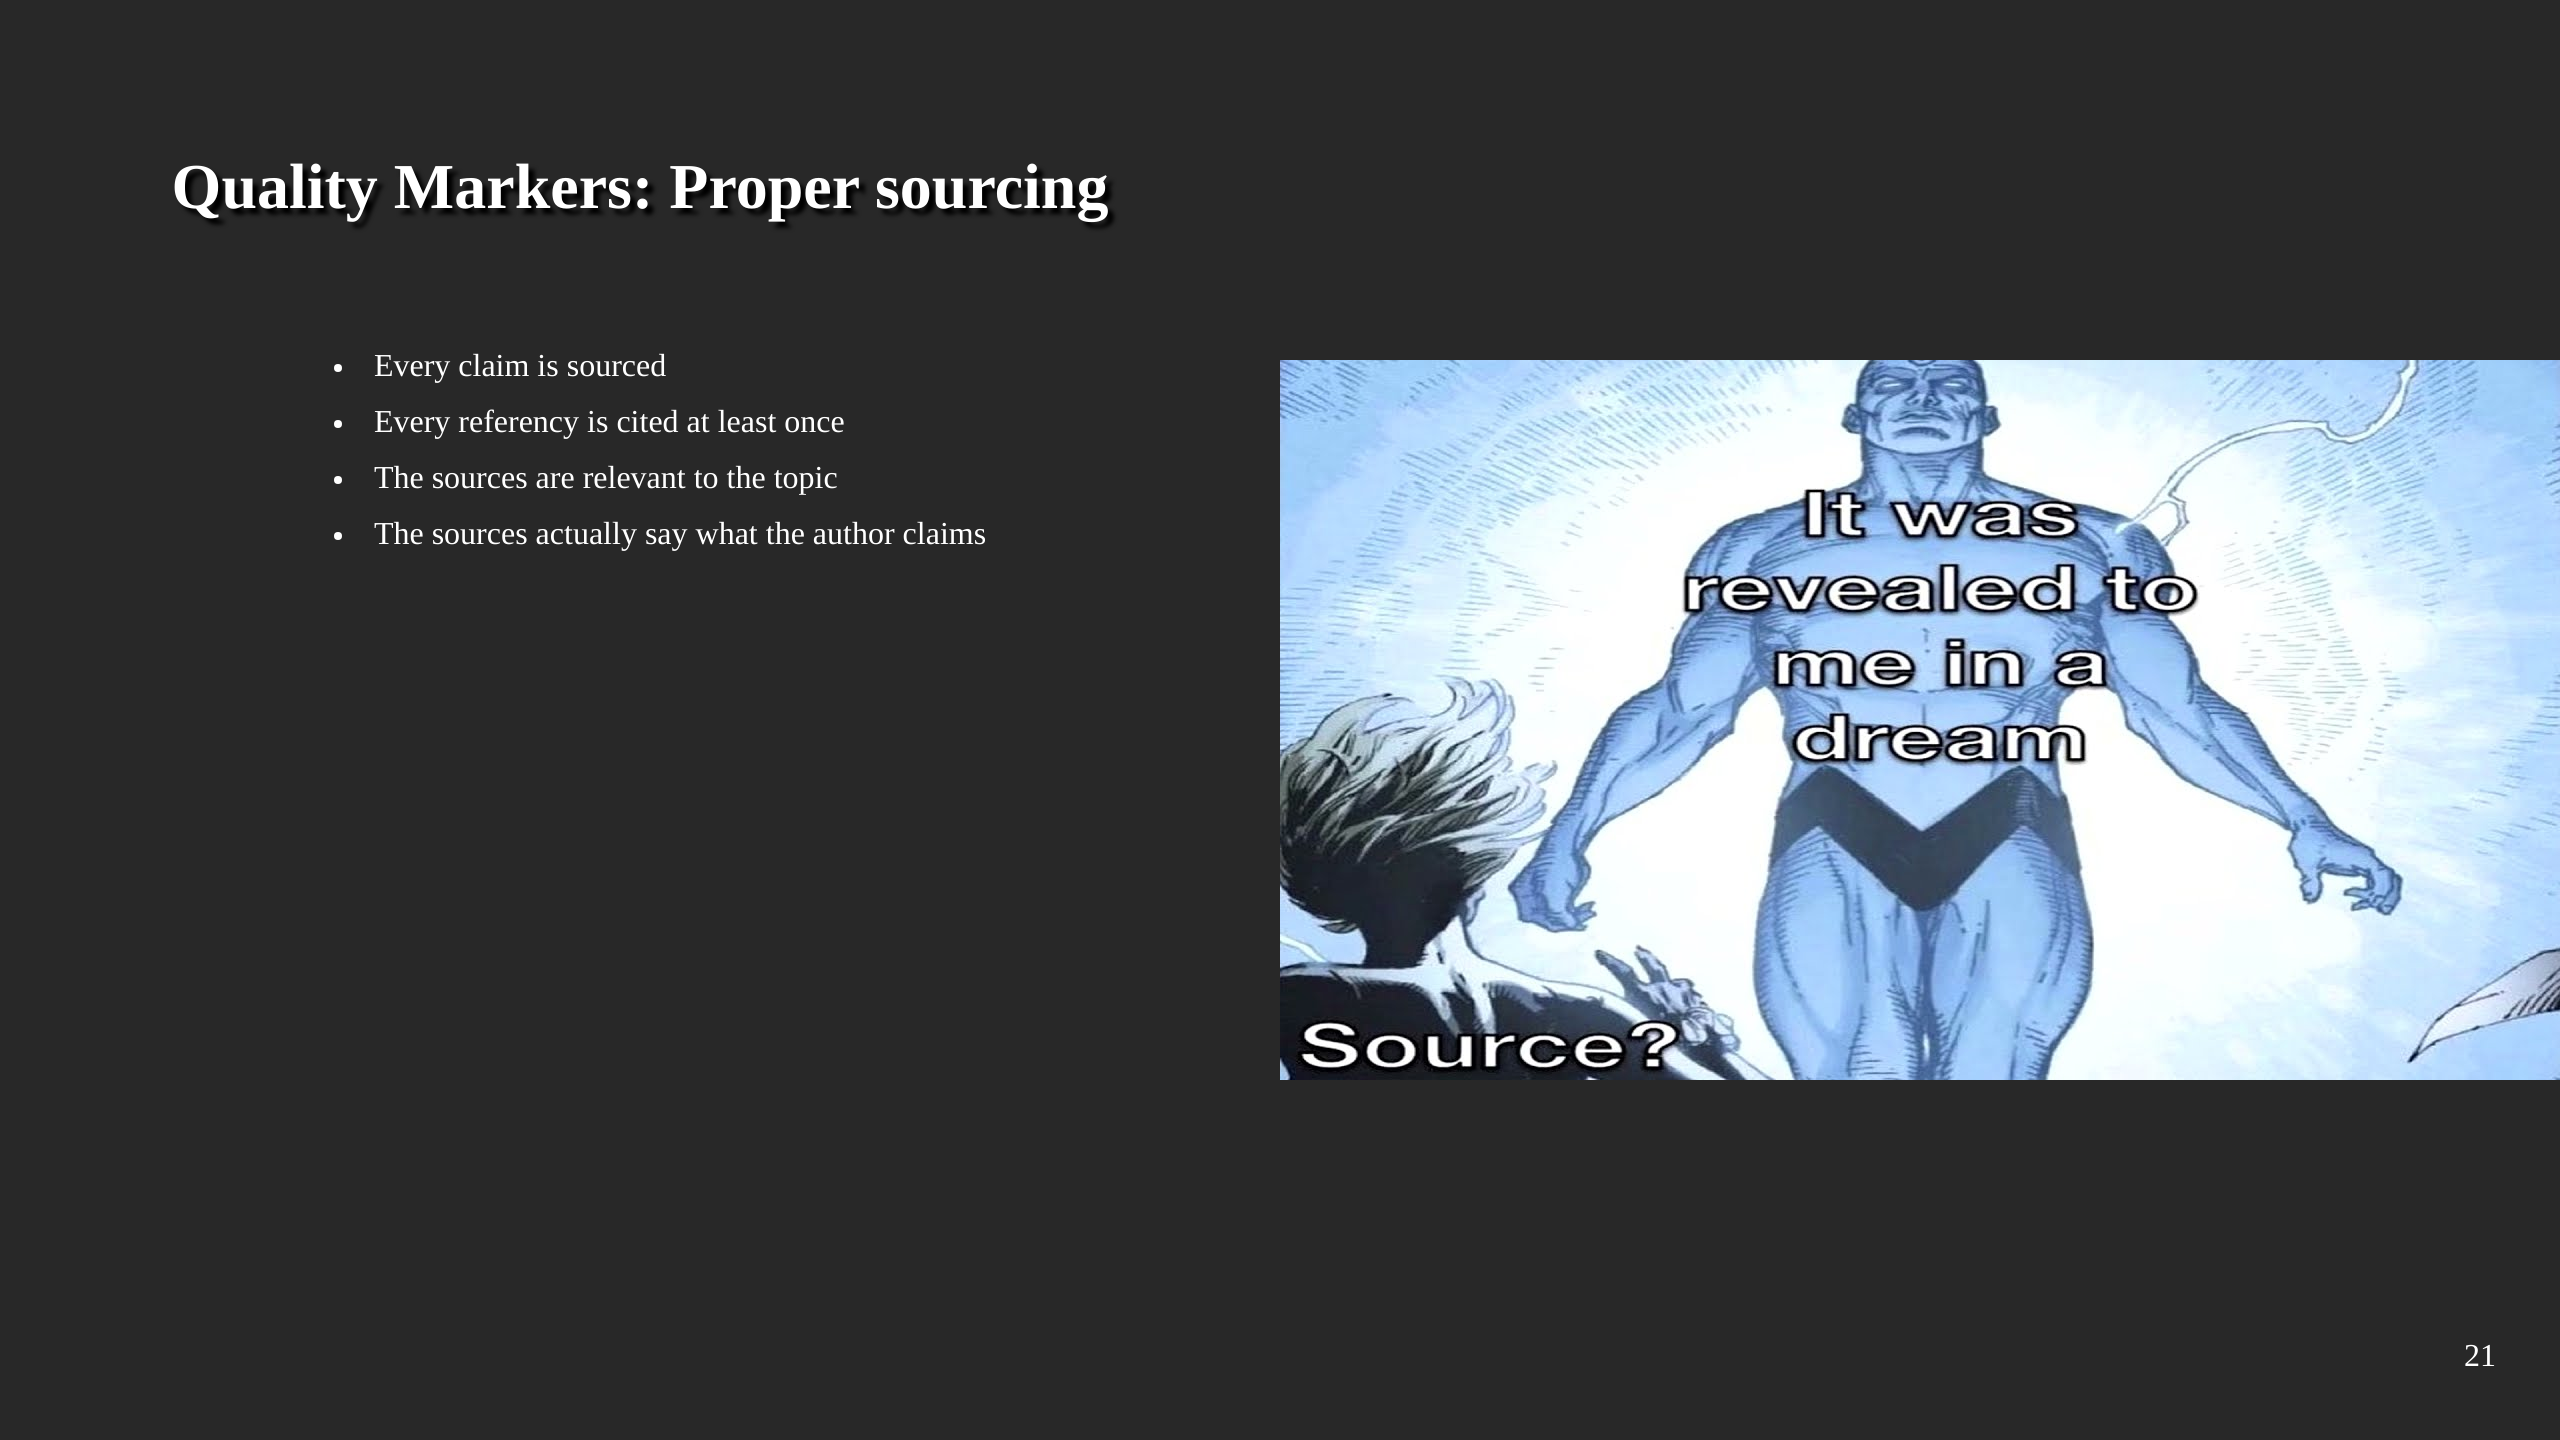 Quality Markers: Proper sourcing
• Every claim is sourced
• Every referency is cited at least once
• The sources are relevant to the topic
• The sources actually say what the author claims
It was
revealed to
me in a
dream
Source?
21